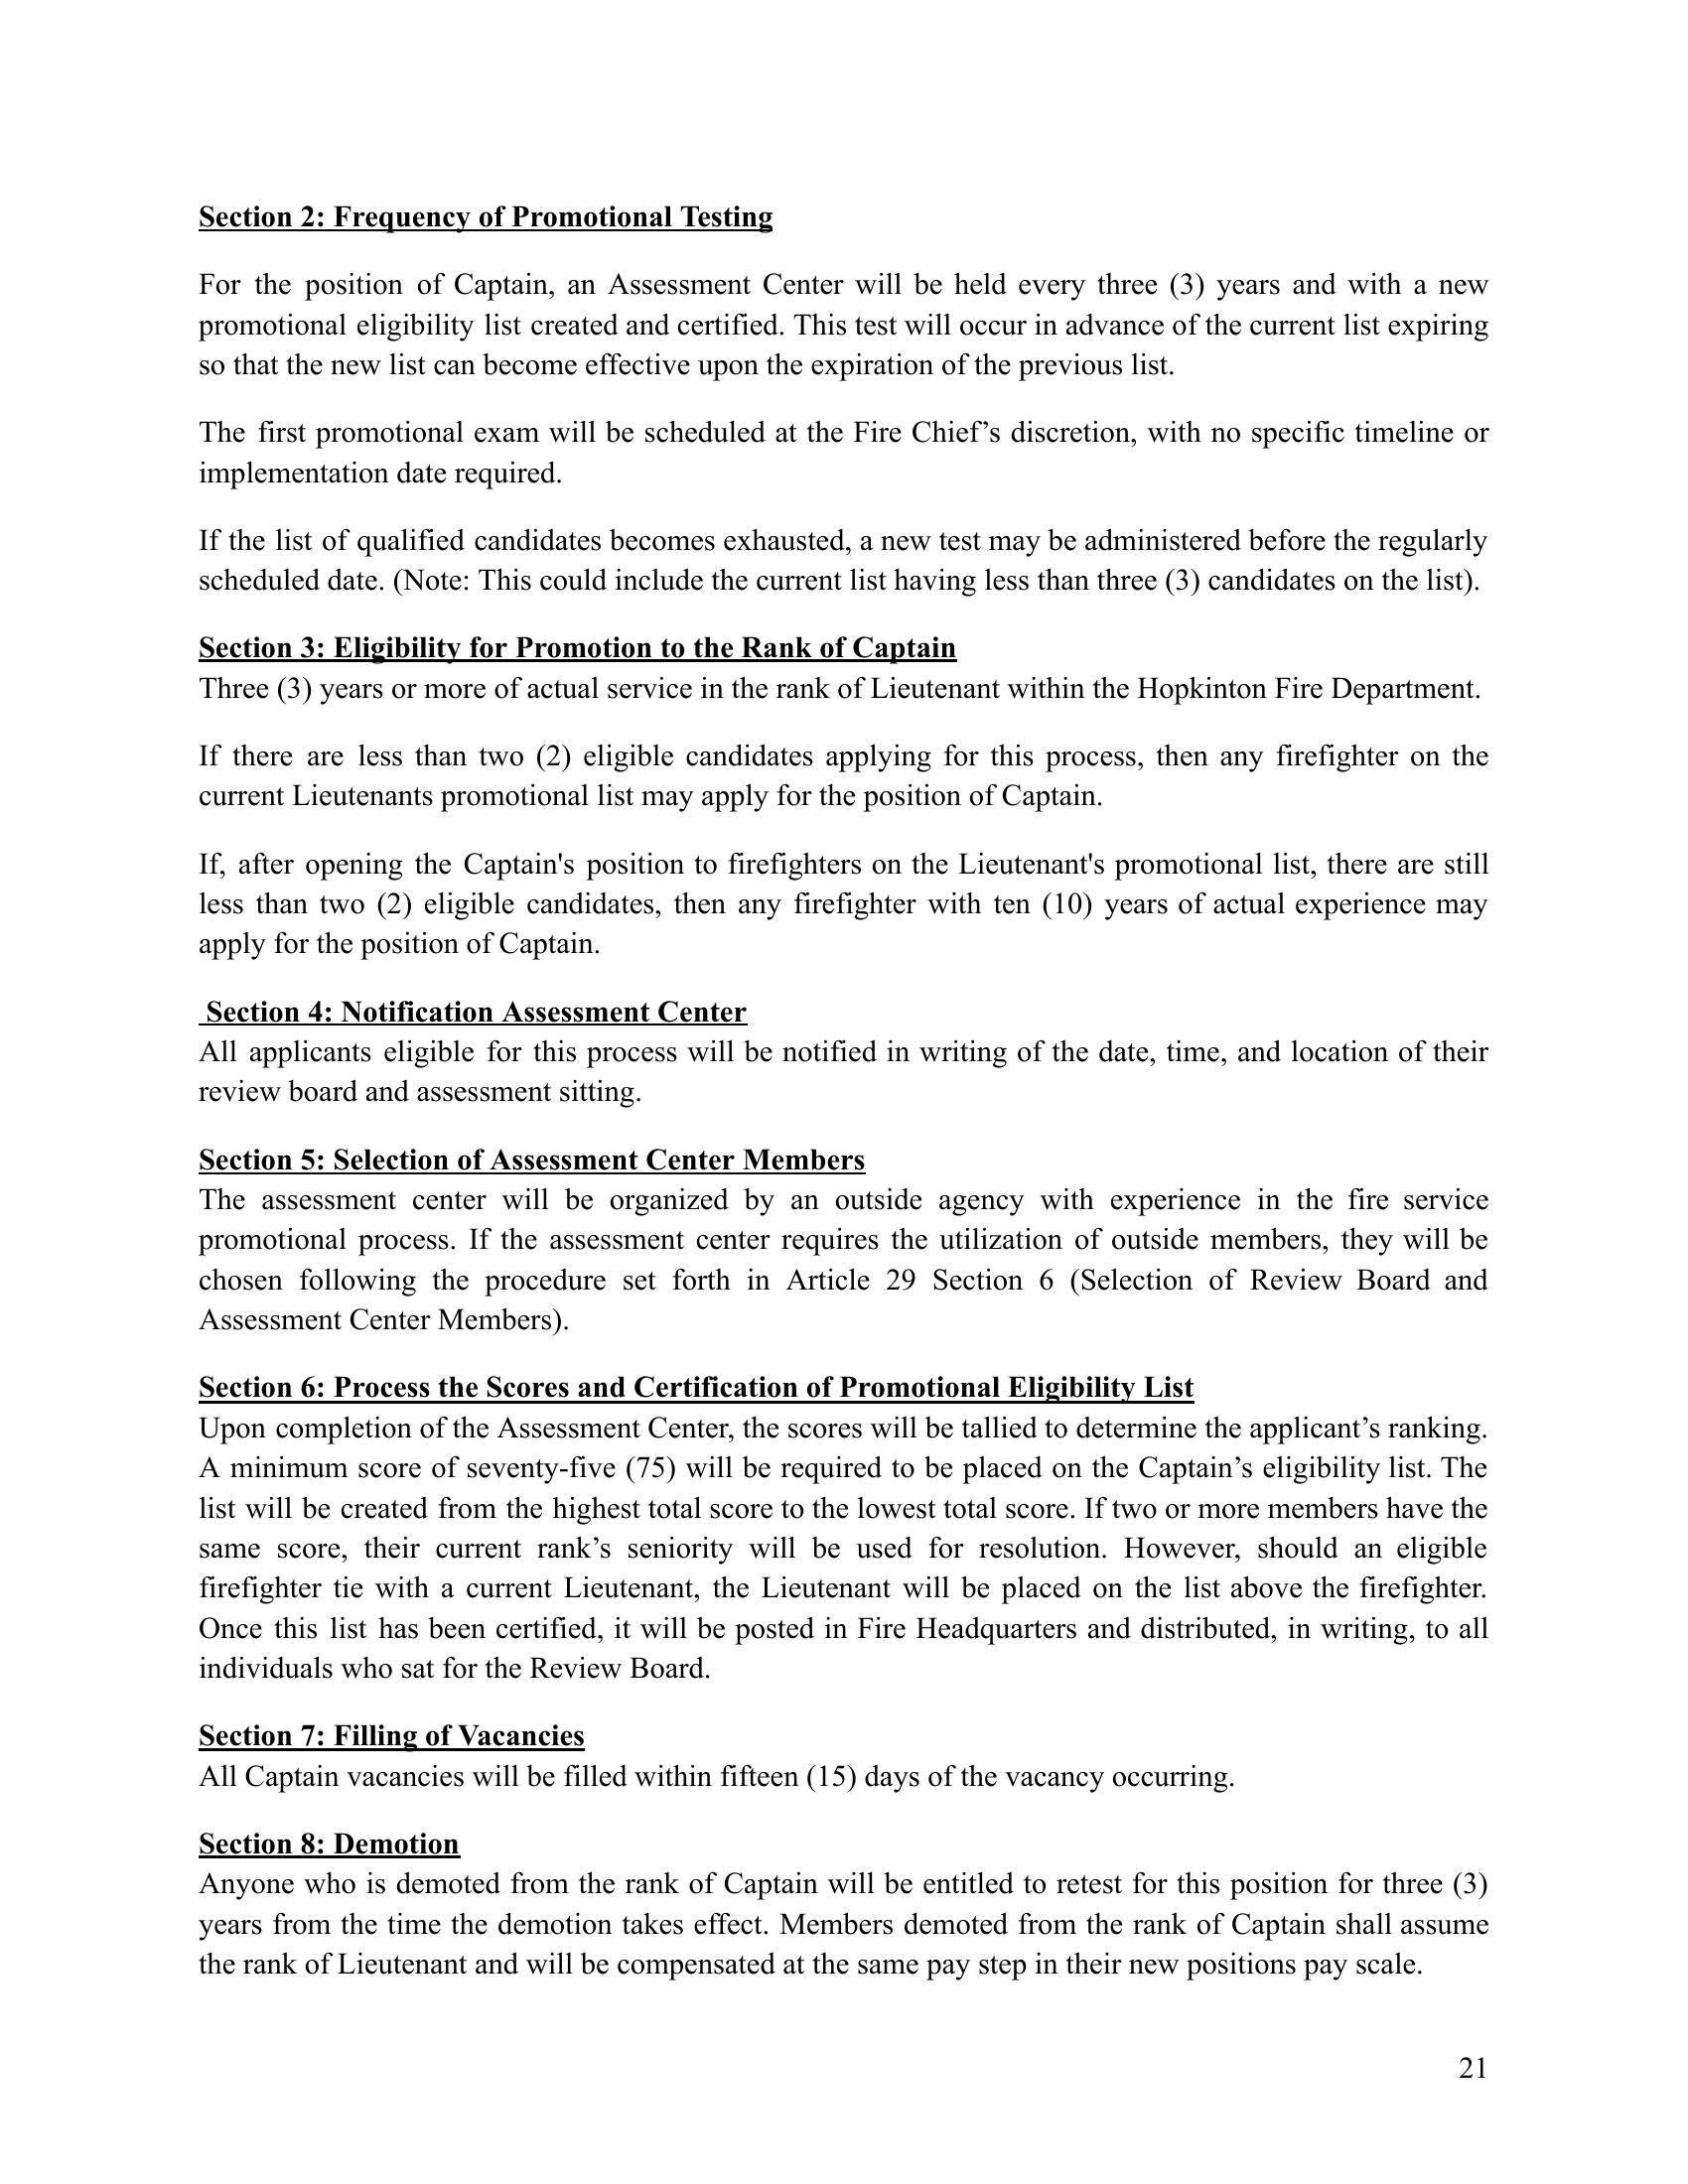 Section 2: Frequency of Promotional Testing
For the position of Captain, an Assessment Center will be held every three (3) years and with a new
promotional eligibility list created and certified. This test will occur in advance of the current list expiring
so that the new list can become effective upon the expiration of the previous list.
The first promotional exam will be scheduled at the Fire Chief’s discretion, with no specific timeline or
implementation date required.
If the list of qualified candidates becomes exhausted, a new test may be administered before the regularly
scheduled date. (Note: This could include the current list having less than three (3) candidates on the list).
Section 3: Eligibility for Promotion to the Rank of Captain
Three (3) years or more of actual service in the rank of Lieutenant within the Hopkinton Fire Department.
If there are less than two (2) eligible candidates applying for this process, then any firefighter on the
current Lieutenants promotional list may apply for the position of Captain.
If, after opening the Captain's position to firefighters on the Lieutenant's promotional list, there are still
less than two (2) eligible candidates, then any firefighter with ten (10) years of actual experience may
apply for the position of Captain.
Section 4: Notification Assessment Center
All applicants eligible for this process will be notified in writing of the date, time, and location of their
review board and assessment sitting.
Section 5: Selection of Assessment Center Members
The assessment center will be organized by an outside agency with experience in the fire service
promotional process. If the assessment center requires the utilization of outside members, they will be
chosen following the procedure set forth in Article 29 Section 6 (Selection of Review Board and
Assessment Center Members).
Section 6: Process the Scores and Certification of Promotional Eligibility List
Upon completion of the Assessment Center, the scores will be tallied to determine the applicant’s ranking.
A minimum score of seventy-five (75) will be required to be placed on the Captain’s eligibility list. The
list will be created from the highest total score to the lowest total score. If two or more members have the
same score, their current rank’s seniority will be used for resolution. However, should an eligible
firefighter tie with a current Lieutenant, the Lieutenant will be placed on the list above the firefighter.
Once this list has been certified, it will be posted in Fire Headquarters and distributed, in writing, to all
individuals who sat for the Review Board.
Section 7: Filling of Vacancies
All Captain vacancies will be filled within fifteen (15) days of the vacancy occurring.
Section 8: Demotion
Anyone who is demoted from the rank of Captain will be entitled to retest for this position for three (3)
years from the time the demotion takes effect. Members demoted from the rank of Captain shall assume
the rank of Lieutenant and will be compensated at the same pay step in their new positions pay scale.
21